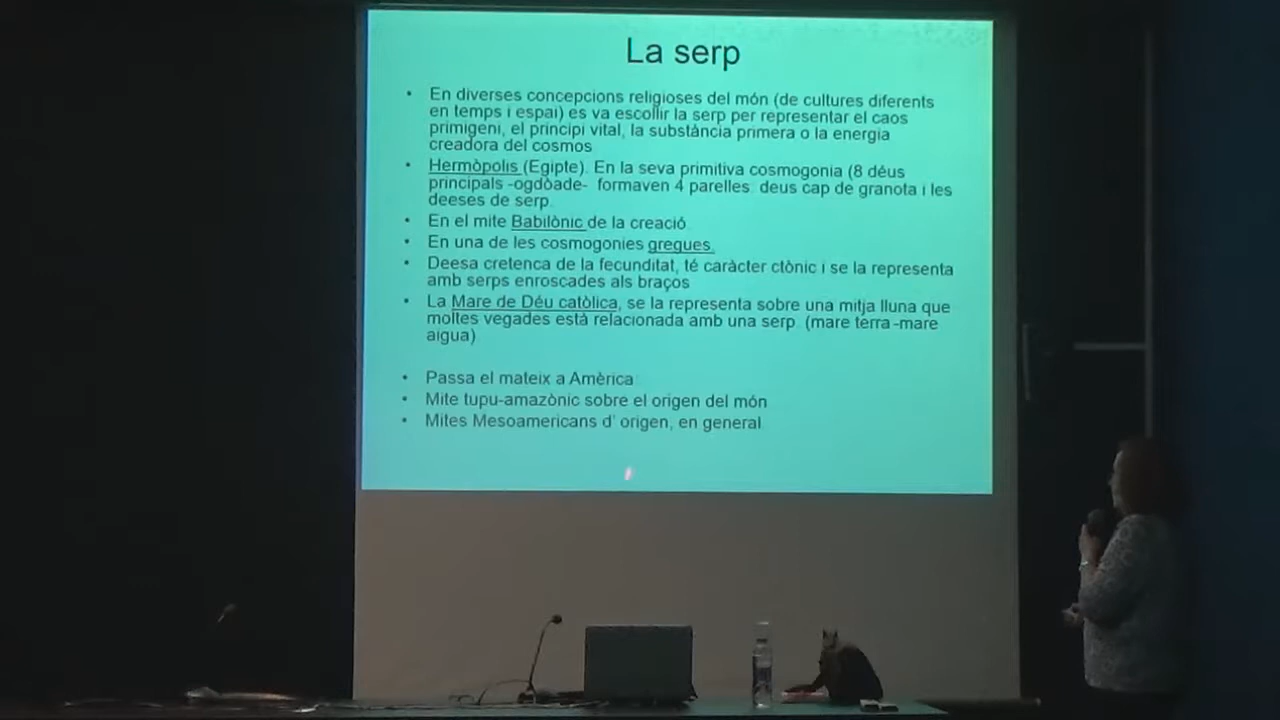 La serp
• En diverses concepcions religioses del món (de cultures diferents
en temps i espai) es va escollir la serp per representar el caos
primigeni, el principi vital, la substància primera o la energia
creadora del cosmos
• Hermòpolis (Egipte). En la seva primitiva cosmogonia (8 déus
principals -ogdòade- formaven 4 parelles: deus cap de granota i les
deeses de serp.
• En el mite Babilònic de la creació.
• En una de les cosmogonies gregues.
• Deesa cretenca de la fecunditat, té caràcter ctònic i se la representa
amb serps enroscades als braços
• La Mare de Déu catòlica, se la representa sobre una mitja lluna que
moltes vegades està relacionada amb una serp. (mare terra -mare
aigua)
• Passa el mateix a Amèrica:
• Mite tupu-amazònic sobre el origen del món
• Mites Mesoamericans d' origen, en general.